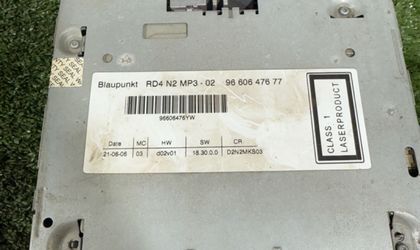 Blaupunkt RD4 N2 MP3 - 02 96 606 476 77
96606476YW
Date MC HW SW CR
21-06-06 03 d02v01 18.30.0.0 D2N2MKS03
CLASS 1
LASERPRODUCT